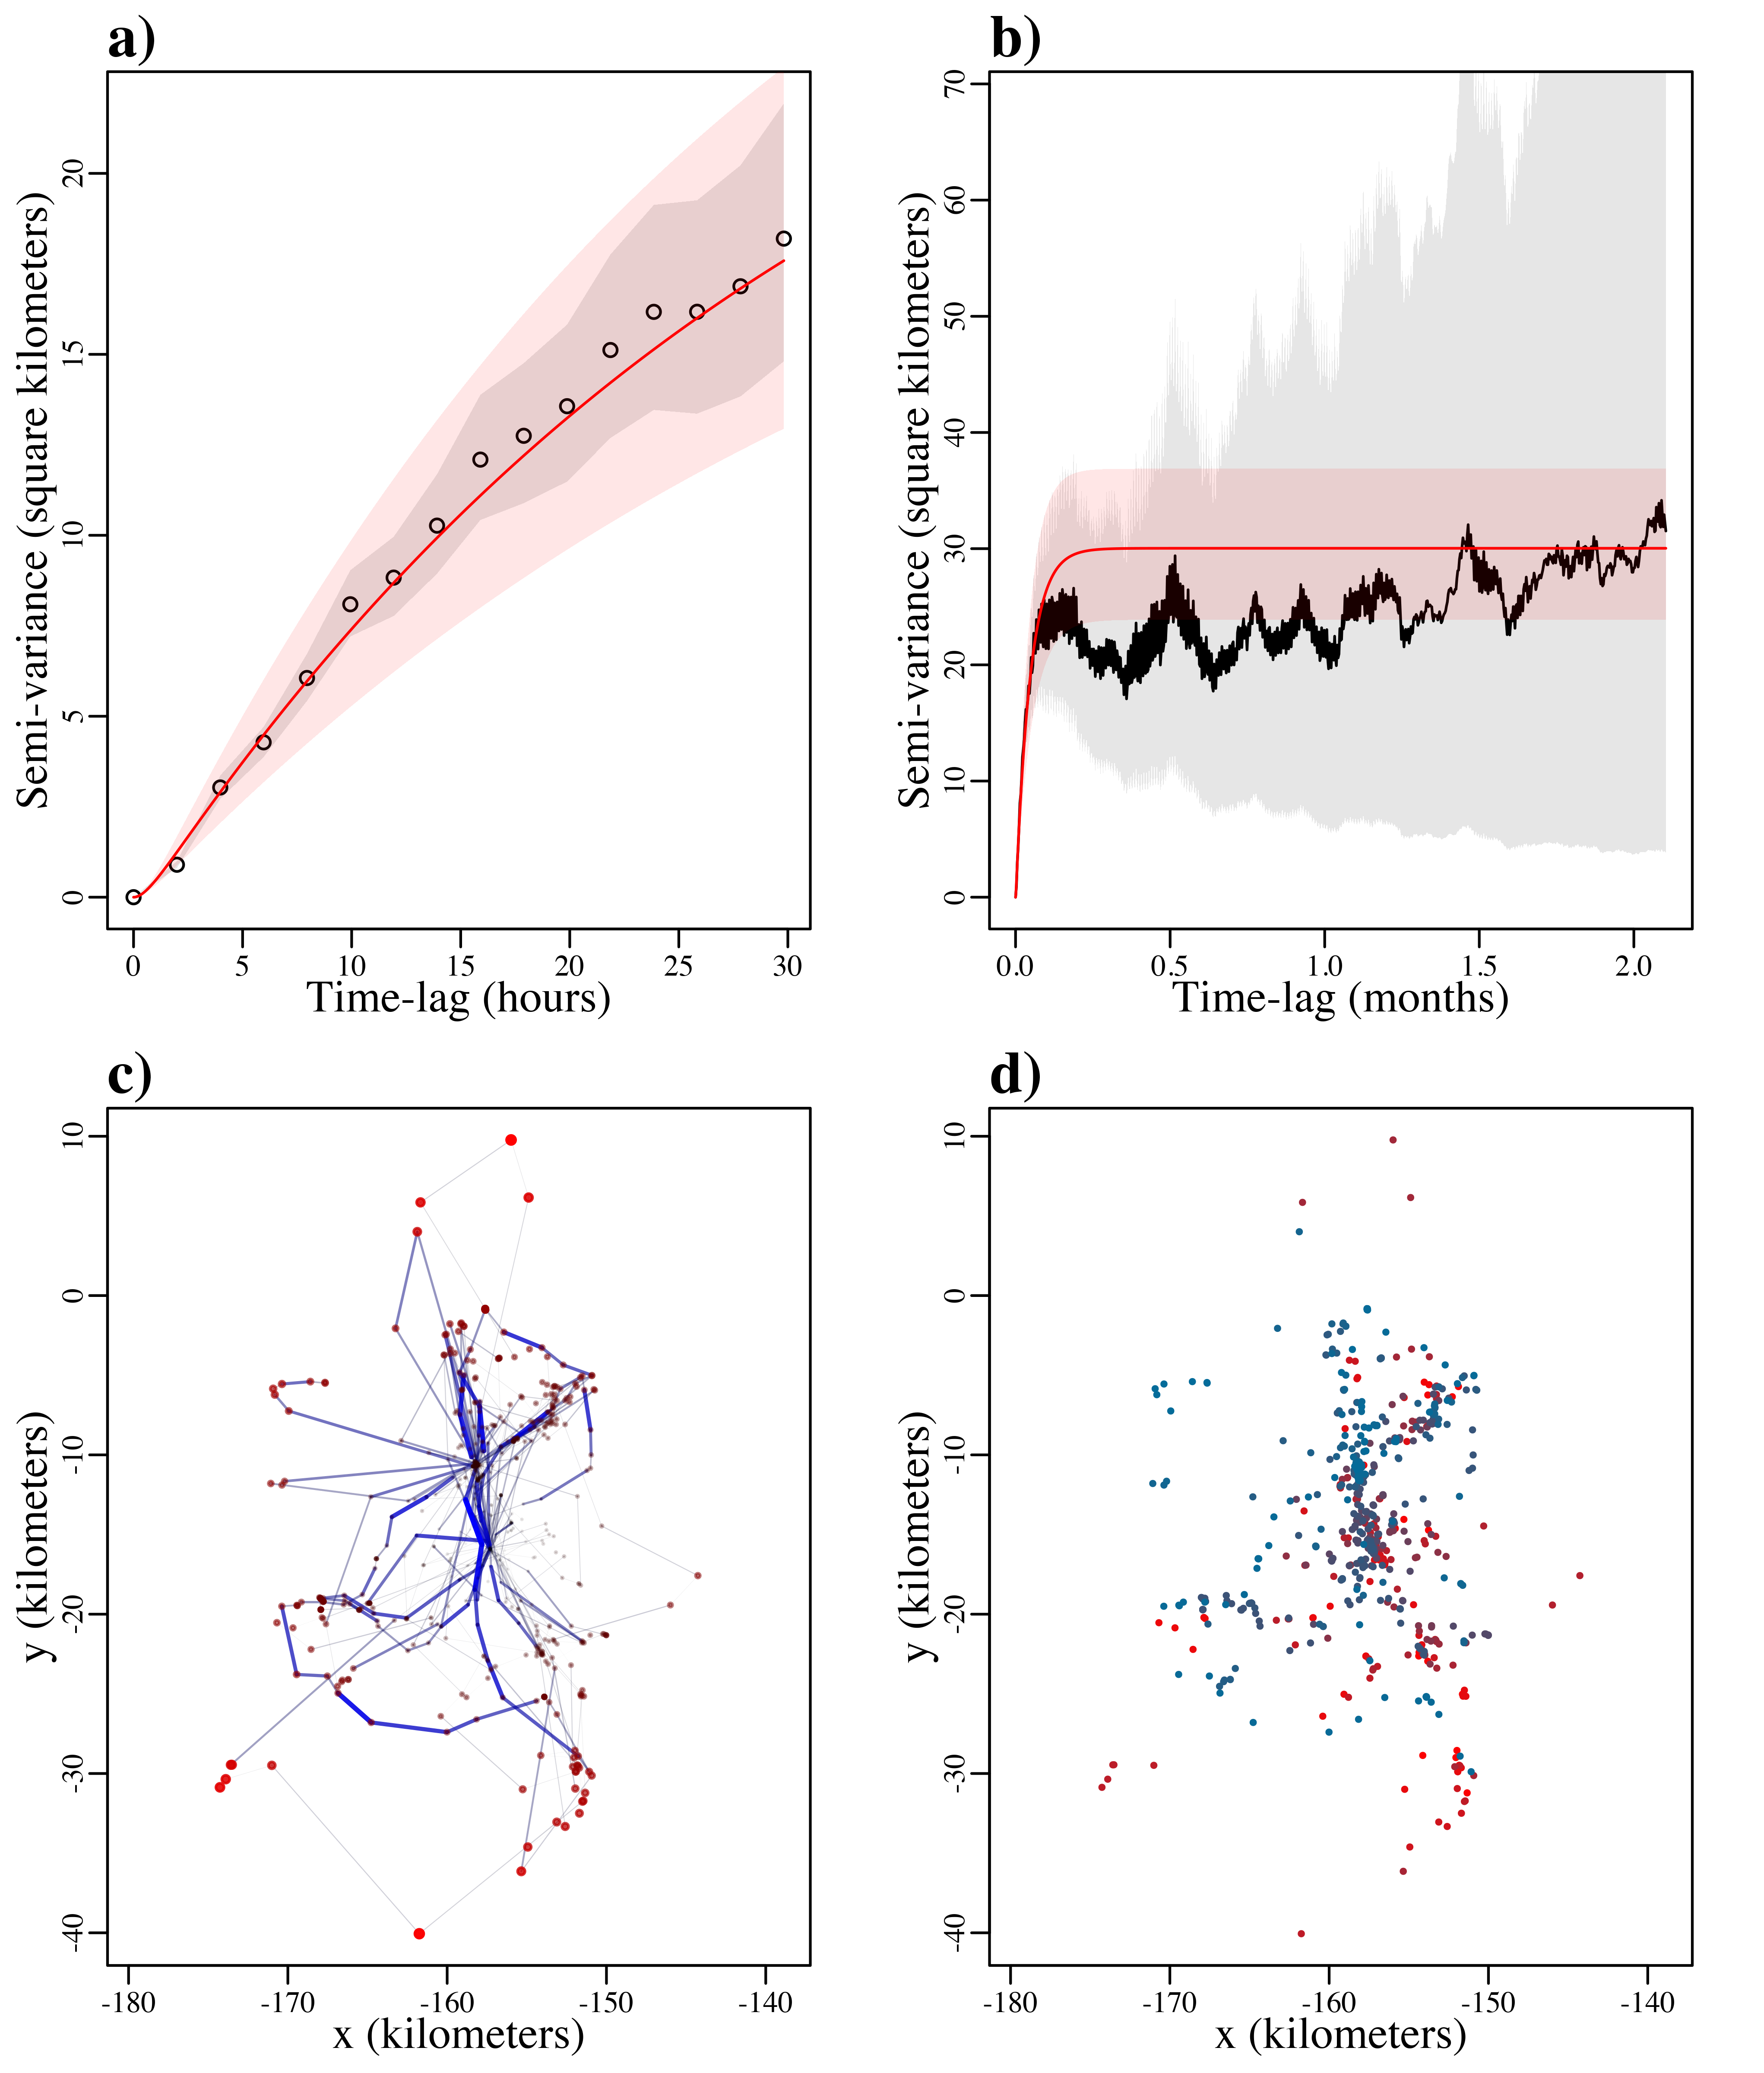 a)
Semi-variance (square kilometers)
20
15
10
5
0
0 5 10 15 20 25 30
Time-lag (hours)
b)
Semi-variance (square kilometers)
70
60
50
40
30
20
10
0
0.0 0.5 1.0 1.5 2.0
Time-lag (months)
c)
y (kilometers)
10
0
-10
-20
-30
-40
-180 -170 -160 -150 -140
x (kilometers)
d)
y (kilometers)
10
0
-10
-20
-30
-40
-180 -170 -160 -150 -140
x (kilometers)